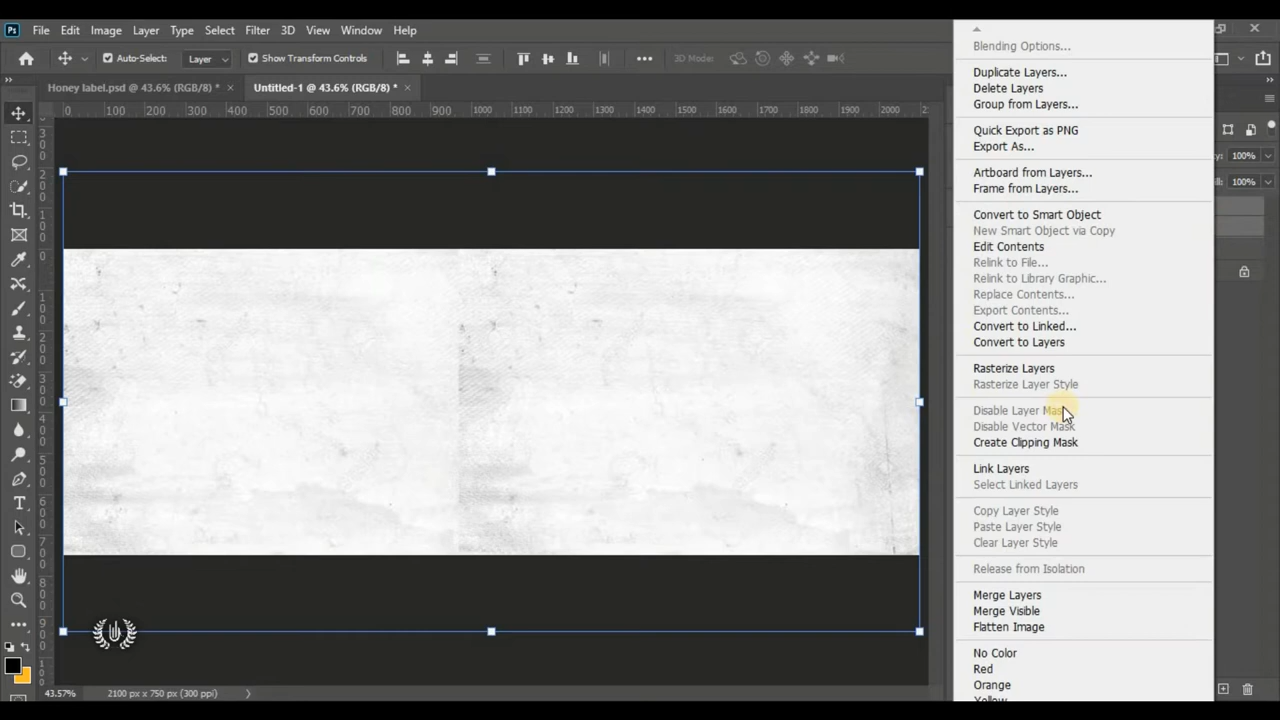 Ps File Edit Image Layer Type Select Filter 3D View Window Help
Auto-Select: Layer Show Transform Controls 3D Mode:
Honey label.psd @ 43.6% (RGB/8) * × Untitled-1 @ 43.6% (RGB/8) * ×
0 100 200 300 400 500 600 700 800 900 1000 1100 1200 1300 1400 1500 1600 1700 1800 1900 2000
Blending Options...
Duplicate Layers...
Delete Layers
Group from Layers...
Quick Export as PNG
Export As...
100%
Artboard from Layers...
Frame from Layers...
100%
Convert to Smart Object
New Smart Object via Copy
Edit Contents
Relink to File...
Relink to Library Graphic...
Replace Contents...
Export Contents...
Convert to Linked...
Convert to Layers
Rasterize Layers
Rasterize Layer Style
Disable Layer Mas
Disable Vector Mask
Create Clipping Mask
Link Layers
Select Linked Layers
Copy Layer Style
Paste Layer Style
Clear Layer Style
Release from Isolation
Merge Layers
Merge Visible
Flatten Image
No Color
Red
Orange
Yellow
43.57% 2100 px x 750 px (300 ppi)